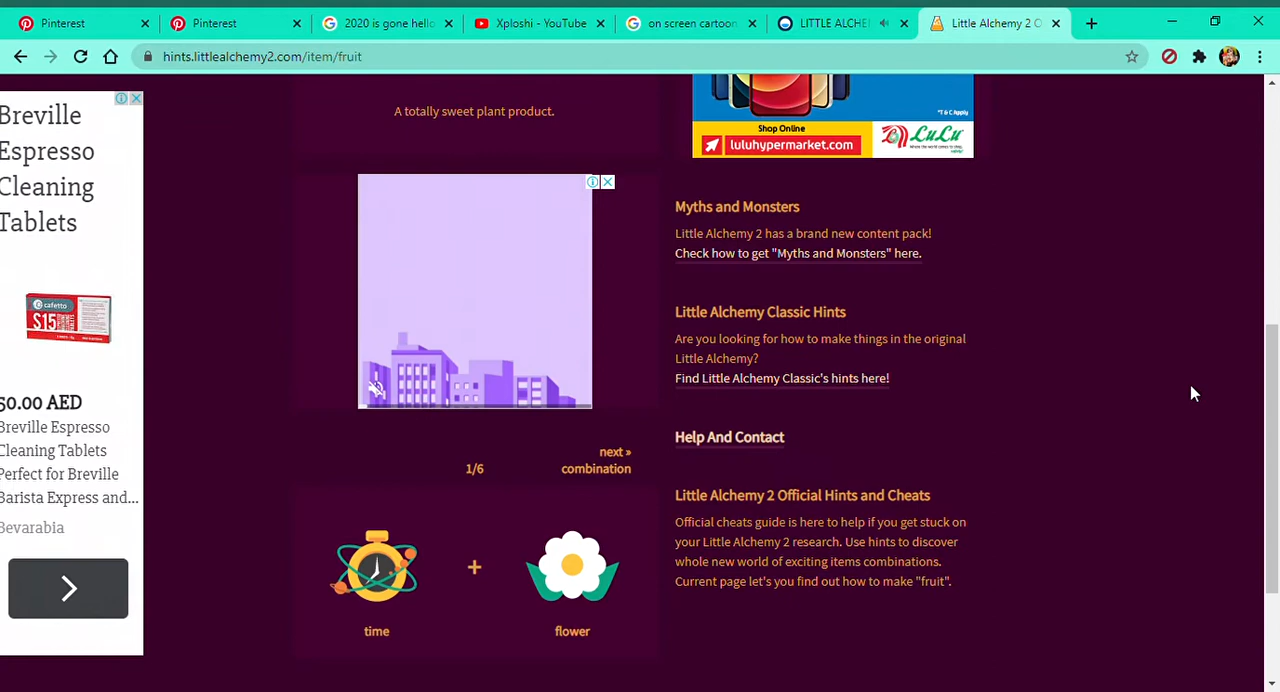 Pinterest
Pinterest
2020 is gone hello
Xploshi - YouTube
on screen cartoon
LITTLE ALCHE
Little Alchemy 2 O
hints.littlealchemy2.com/item/fruit
Breville
Espresso
Cleaning
Tablets
cafetto
S15
50.00 AED
Breville Espresso
Cleaning Tablets
Perfect for Breville
Barista Express and...
Bevarabia
A totally sweet plant product.
next »
1/6
combination
+
time
flower
*T & C Apply
Shop Online
luluhypermarket.com
LuLu
Myths and Monsters
Little Alchemy 2 has a brand new content pack!
Check how to get "Myths and Monsters" here.
Little Alchemy Classic Hints
Are you looking for how to make things in the original
Little Alchemy?
Find Little Alchemy Classic's hints here!
Help And Contact
Little Alchemy 2 Official Hints and Cheats
Official cheats guide is here to help if you get stuck on
your Little Alchemy 2 research. Use hints to discover
whole new world of exciting items combinations.
Current page let's you find out how to make "fruit".